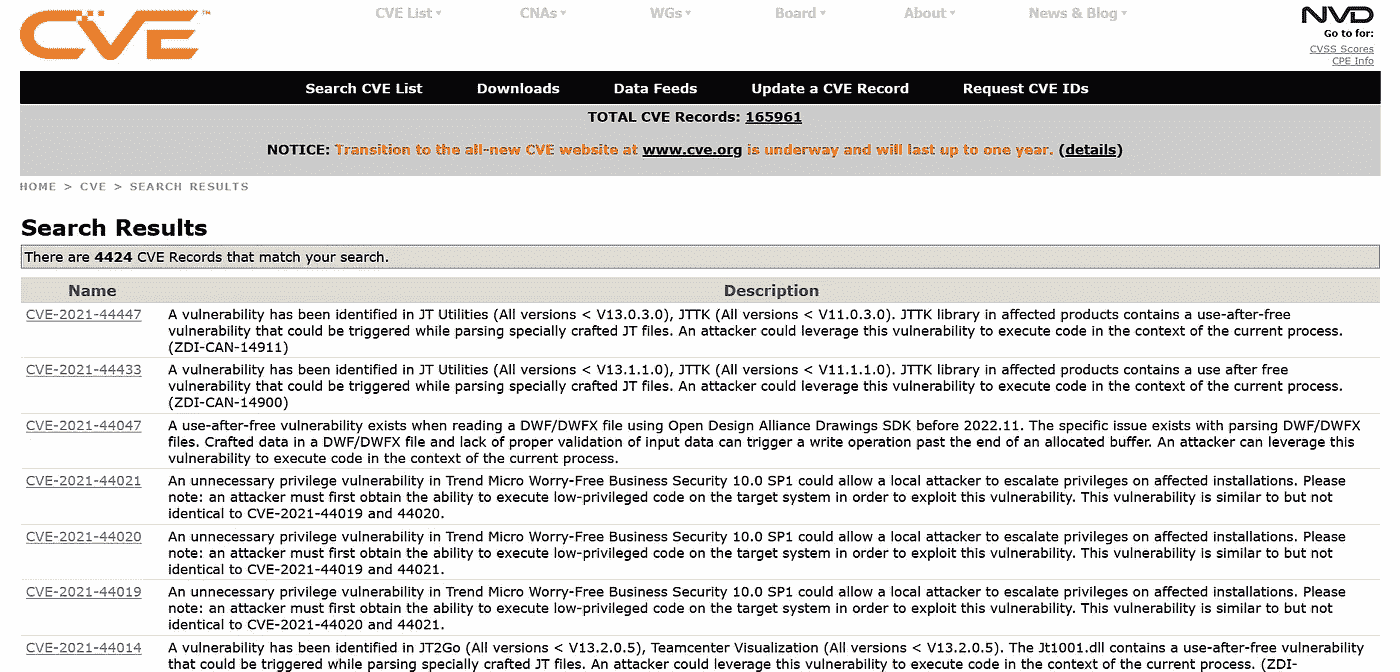 CVE™
CVE List▾ CNAs▾ WGs▾ Board▾ About▾ News & Blog▾
NVD
Go to for:
CVSS Scores
CPE Info
Search CVE List Downloads Data Feeds Update a CVE Record Request CVE IDs
TOTAL CVE Records: 165961
NOTICE: Transition to the all-new CVE website at www.cve.org is underway and will last up to one year. (details)
HOME > CVE > SEARCH RESULTS
Search Results
There are 4424 CVE Records that match your search.
Name Description
CVE-2021-44447 A vulnerability has been identified in JT Utilities (All versions < V13.0.3.0), JTTK (All versions < V11.0.3.0). JTTK library in affected products contains a use-after-free
vulnerability that could be triggered while parsing specially crafted JT files. An attacker could leverage this vulnerability to execute code in the context of the current process.
(ZDI-CAN-14911)
CVE-2021-44433 A vulnerability has been identified in JT Utilities (All versions < V13.1.1.0), JTTK (All versions < V11.1.1.0). JTTK library in affected products contains a use after free
vulnerability that could be triggered while parsing specially crafted JT files. An attacker could leverage this vulnerability to execute code in the context of the current process.
(ZDI-CAN-14900)
CVE-2021-44047 A use-after-free vulnerability exists when reading a DWF/DWFX file using Open Design Alliance Drawings SDK before 2022.11. The specific issue exists with parsing DWF/DWFX
files. Crafted data in a DWF/DWFX file and lack of proper validation of input data can trigger a write operation past the end of an allocated buffer. An attacker can leverage this
vulnerability to execute code in the context of the current process.
CVE-2021-44021 An unnecessary privilege vulnerability in Trend Micro Worry-Free Business Security 10.0 SP1 could allow a local attacker to escalate privileges on affected installations. Please
note: an attacker must first obtain the ability to execute low-privileged code on the target system in order to exploit this vulnerability. This vulnerability is similar to but not
identical to CVE-2021-44019 and 44020.
CVE-2021-44020 An unnecessary privilege vulnerability in Trend Micro Worry-Free Business Security 10.0 SP1 could allow a local attacker to escalate privileges on affected installations. Please
note: an attacker must first obtain the ability to execute low-privileged code on the target system in order to exploit this vulnerability. This vulnerability is similar to but not
identical to CVE-2021-44019 and 44021.
CVE-2021-44019 An unnecessary privilege vulnerability in Trend Micro Worry-Free Business Security 10.0 SP1 could allow a local attacker to escalate privileges on affected installations. Please
note: an attacker must first obtain the ability to execute low-privileged code on the target system in order to exploit this vulnerability. This vulnerability is similar to but not
identical to CVE-2021-44020 and 44021.
CVE-2021-44014 A vulnerability has been identified in JT2Go (All versions < V13.2.0.5), Teamcenter Visualization (All versions < V13.2.0.5). The Jt1001.dll contains a use-after-free vulnerability
that could be triggered while parsing specially crafted JT files. An attacker could leverage this vulnerability to execute code in the context of the current process. (ZDI-